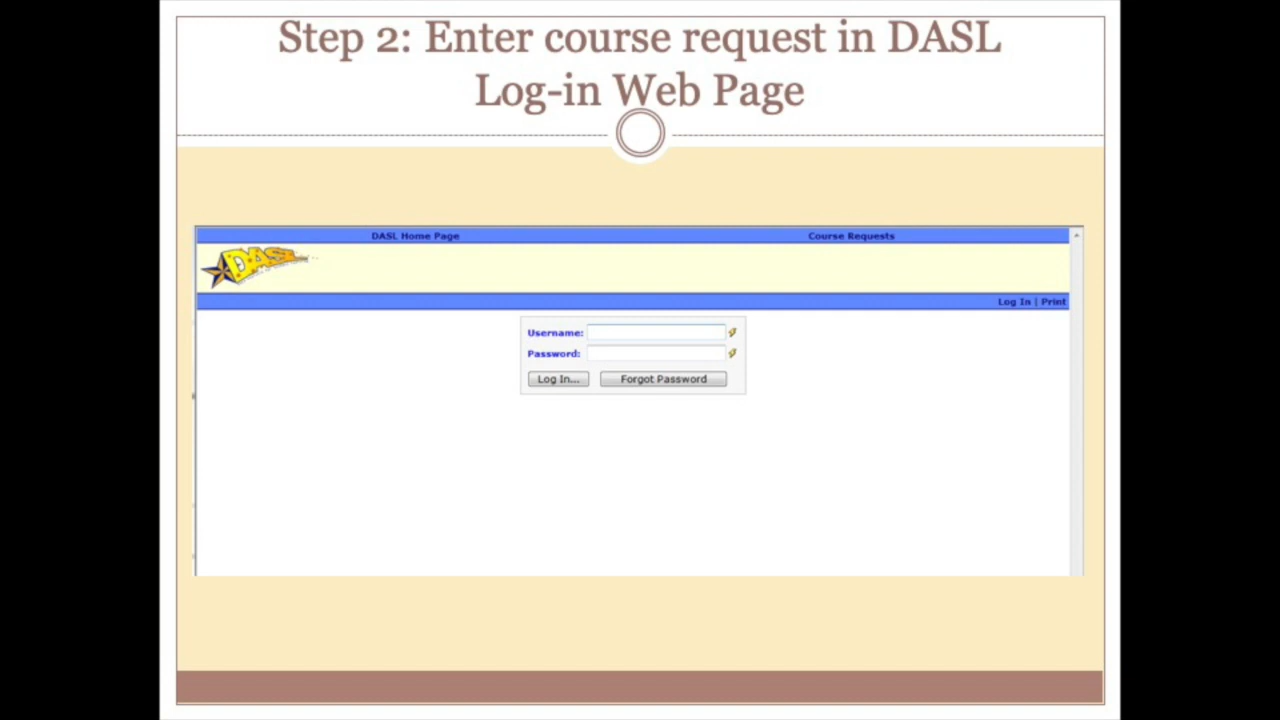 Step 2: Enter course request in DASL
Log-in Web Page
DASL Home Page Course Requests
DASL
Log In | Print
Username:
Password:
Log In... Forgot Password